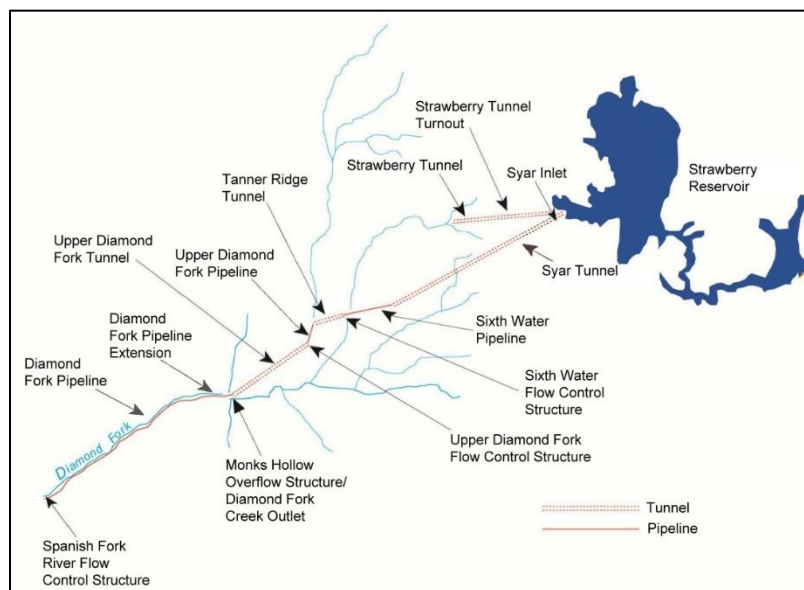 Strawberry Tunnel
Turnout
Strawberry Tunnel
Syar Inlet
Strawberry
Reservoir
Tanner Ridge
Tunnel
Syar Tunnel
Upper Diamond
Fork Tunnel
Upper Diamond
Fork Pipeline
Diamond
Fork Pipeline
Extension
Diamond
Fork Pipeline
Sixth Water
Pipeline
Sixth Water
Flow Control
Structure
Diamond Fork
Upper Diamond Fork
Flow Control Structure
Monks Hollow
Overflow Structure/
Diamond Fork
Creek Outlet
Spanish Fork
River Flow
Control Structure
Tunnel
Pipeline